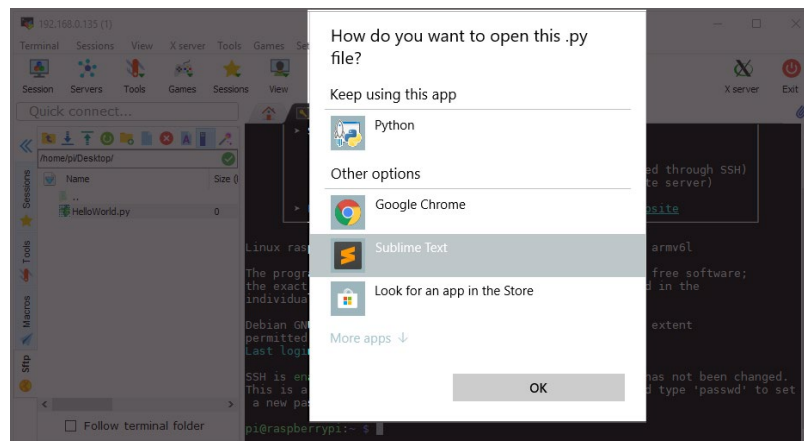 192.168.0.135 (1)
Terminal Sessions View X server Tools Games Set
Session Servers Tools Games Sessions View X server Exit
Quick connect...
/home/pi/Desktop/
Name Size (
..
HelloWorld.py 0
Sessions
Tools
Macros
Sftp
Follow terminal folder
How do you want to open this .py
file?
Keep using this app
Python
Other options
Google Chrome
Sublime Text
Look for an app in the Store
More apps ↓
OK
ed through SSH)
te server)
site
Linux rasp armv6l
The progra free software;
the exact d in the
individua
Debian GN extent
permitted
Last logi
SSH is ena has not been changed.
This is a d type 'passwd' to set
a new pa
pi@raspberrypi:~ $